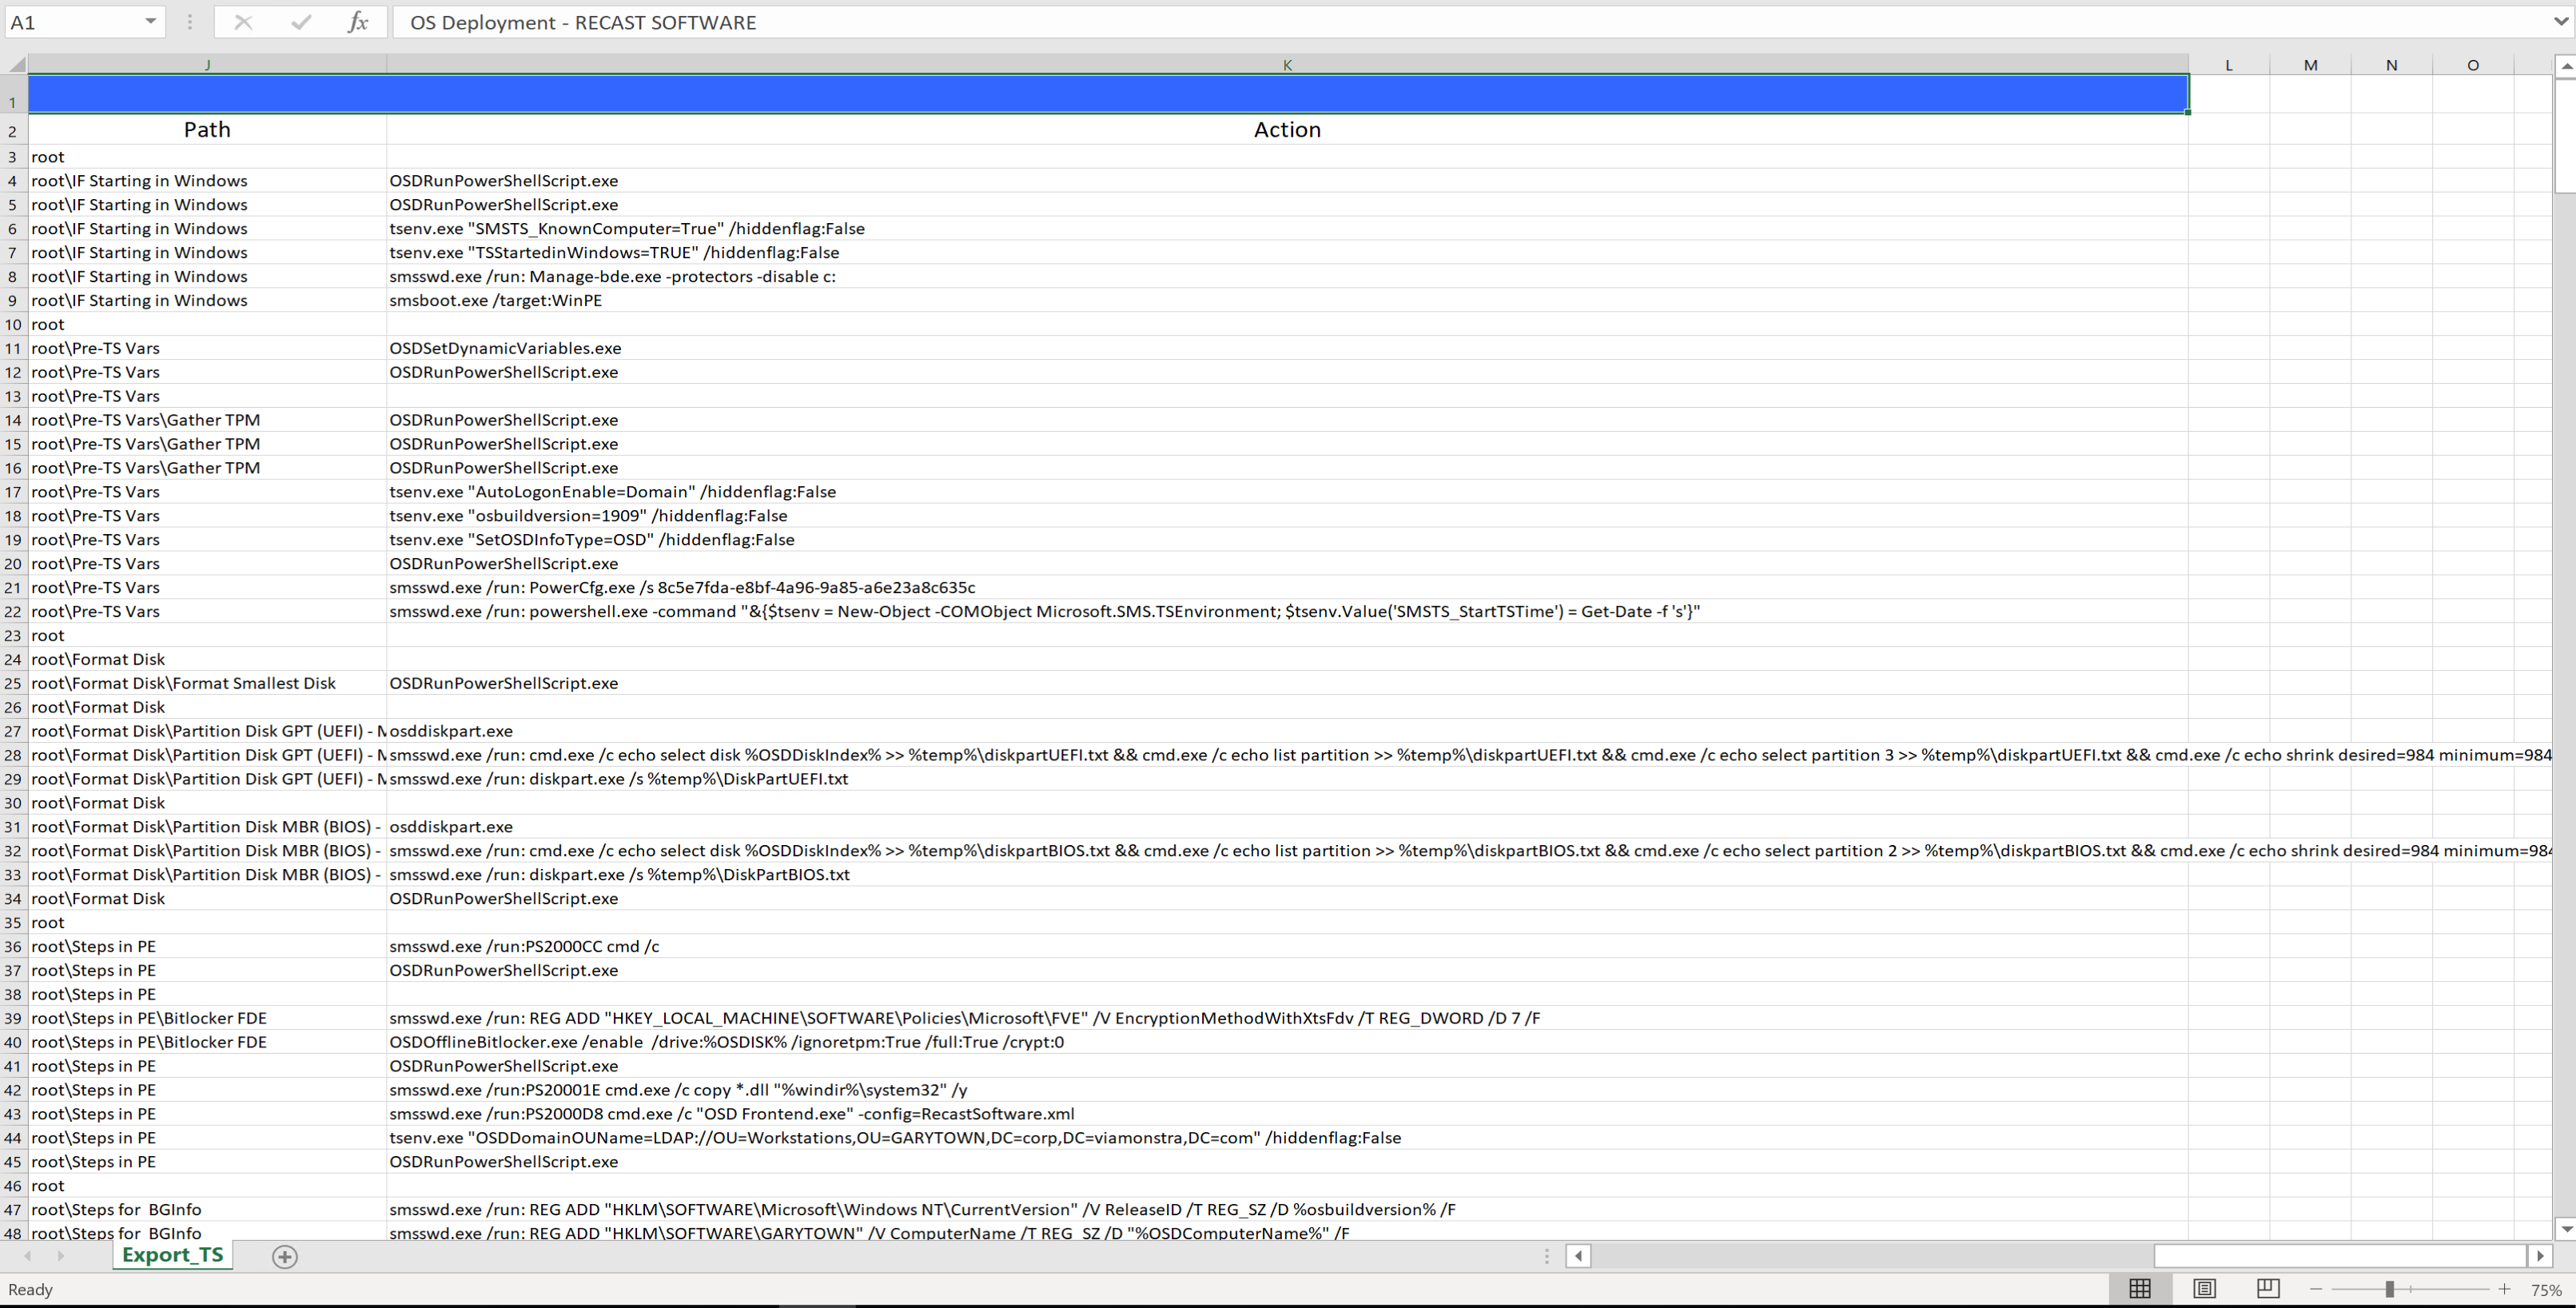 A1 fx OS Deployment - RECAST SOFTWARE
J K L M N O
1
2 Path Action
3 root
4 root\IF Starting in Windows OSDRunPowerShellScript.exe
5 root\IF Starting in Windows OSDRunPowerShellScript.exe
6 root\IF Starting in Windows tsenv.exe "SMSTS_KnownComputer=True" /hiddenflag:False
7 root\IF Starting in Windows tsenv.exe "TSStartedinWindows=TRUE" /hiddenflag:False
8 root\IF Starting in Windows smsswd.exe /run: Manage-bde.exe -protectors -disable c:
9 root\IF Starting in Windows smsboot.exe /target:WinPE
10 root
11 root\Pre-TS Vars OSDSetDynamicVariables.exe
12 root\Pre-TS Vars OSDRunPowerShellScript.exe
13 root\Pre-TS Vars
14 root\Pre-TS Vars\Gather TPM OSDRunPowerShellScript.exe
15 root\Pre-TS Vars\Gather TPM OSDRunPowerShellScript.exe
16 root\Pre-TS Vars\Gather TPM OSDRunPowerShellScript.exe
17 root\Pre-TS Vars tsenv.exe "AutoLogonEnable=Domain" /hiddenflag:False
18 root\Pre-TS Vars tsenv.exe "osbuildversion=1909" /hiddenflag:False
19 root\Pre-TS Vars tsenv.exe "SetOSDInfoType=OSD" /hiddenflag:False
20 root\Pre-TS Vars OSDRunPowerShellScript.exe
21 root\Pre-TS Vars smsswd.exe /run: PowerCfg.exe /s 8c5e7fda-e8bf-4a96-9a85-a6e23a8c635c
22 root\Pre-TS Vars smsswd.exe /run: powershell.exe -command "&{$tsenv = New-Object -COMObject Microsoft.SMS.TSEnvironment; $tsenv.Value('SMSTS_StartTSTime') = Get-Date -f 's'}"
23 root
24 root\Format Disk
25 root\Format Disk\Format Smallest Disk OSDRunPowerShellScript.exe
26 root\Format Disk
27 root\Format Disk\Partition Disk GPT (UEFI) - M osddiskpart.exe
28 root\Format Disk\Partition Disk GPT (UEFI) - M smsswd.exe /run: cmd.exe /c echo select disk %OSDDiskIndex% >> %temp%\diskpartUEFI.txt && cmd.exe /c echo list partition >> %temp%\diskpartUEFI.txt && cmd.exe /c echo select partition 3 >> %temp%\diskpartUEFI.txt && cmd.exe /c echo shrink desired=984 minimum=984
29 root\Format Disk\Partition Disk GPT (UEFI) - M smsswd.exe /run: diskpart.exe /s %temp%\DiskPartUEFI.txt
30 root\Format Disk
31 root\Format Disk\Partition Disk MBR (BIOS) - osddiskpart.exe
32 root\Format Disk\Partition Disk MBR (BIOS) - smsswd.exe /run: cmd.exe /c echo select disk %OSDDiskIndex% >> %temp%\diskpartBIOS.txt && cmd.exe /c echo list partition >> %temp%\diskpartBIOS.txt && cmd.exe /c echo select partition 2 >> %temp%\diskpartBIOS.txt && cmd.exe /c echo shrink desired=984 minimum=984
33 root\Format Disk\Partition Disk MBR (BIOS) - smsswd.exe /run: diskpart.exe /s %temp%\DiskPartBIOS.txt
34 root\Format Disk OSDRunPowerShellScript.exe
35 root
36 root\Steps in PE smsswd.exe /run:PS2000CC cmd /c
37 root\Steps in PE OSDRunPowerShellScript.exe
38 root\Steps in PE
39 root\Steps in PE\Bitlocker FDE smsswd.exe /run: REG ADD "HKEY_LOCAL_MACHINE\SOFTWARE\Policies\Microsoft\FVE" /V EncryptionMethodWithXtsFdv /T REG_DWORD /D 7 /F
40 root\Steps in PE\Bitlocker FDE OSDOfflineBitlocker.exe /enable  /drive:%OSDISK% /ignoretpm:True /full:True /crypt:0
41 root\Steps in PE OSDRunPowerShellScript.exe
42 root\Steps in PE smsswd.exe /run:PS20001E cmd.exe /c copy *.dll "%windir%\system32" /y
43 root\Steps in PE smsswd.exe /run:PS2000D8 cmd.exe /c "OSD Frontend.exe" -config=RecastSoftware.xml
44 root\Steps in PE tsenv.exe "OSDDomainOUName=LDAP://OU=Workstations,OU=GARYTOWN,DC=corp,DC=viamonstra,DC=com" /hiddenflag:False
45 root\Steps in PE OSDRunPowerShellScript.exe
46 root
47 root\Steps for  BGInfo smsswd.exe /run: REG ADD "HKLM\SOFTWARE\Microsoft\Windows NT\CurrentVersion" /V ReleaseID /T REG_SZ /D %osbuildversion% /F
48 root\Steps for  BGInfo smsswd.exe /run: REG ADD "HKLM\SOFTWARE\GARYTOWN" /V ComputerName /T REG_SZ /D "%OSDComputerName%" /F
Export_TS
Ready 75%